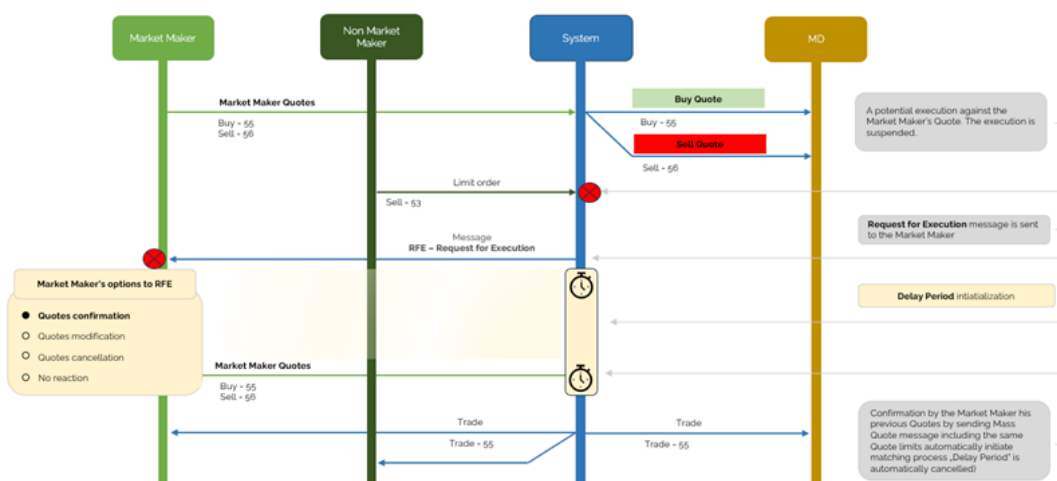 Market Maker
Non Market
Maker
System
MD
Market Maker Quotes
Buy - 55
Sell - 56
Buy Quote
Buy - 55
Sell Quote
Sell - 56
A potential execution against the
Market Maker's Quote. The execution is
suspended.
Limit order
Sell - 53
Message
RFE – Request for Execution
Request for Execution message is sent
to the Market Maker
Market Maker's options to RFE
Quotes confirmation
Quotes modification
Quotes cancellation
No reaction
Delay Period intiatialization
Market Maker Quotes
Buy - 55
Sell - 56
Trade
Trade - 55
Trade
Trade - 55
Confirmation by the Market Maker his
previous Quotes by sending Mass
Quote message including the same
Quote limits automatically initiate
matching process „Delay Period" is
automatically cancelled)